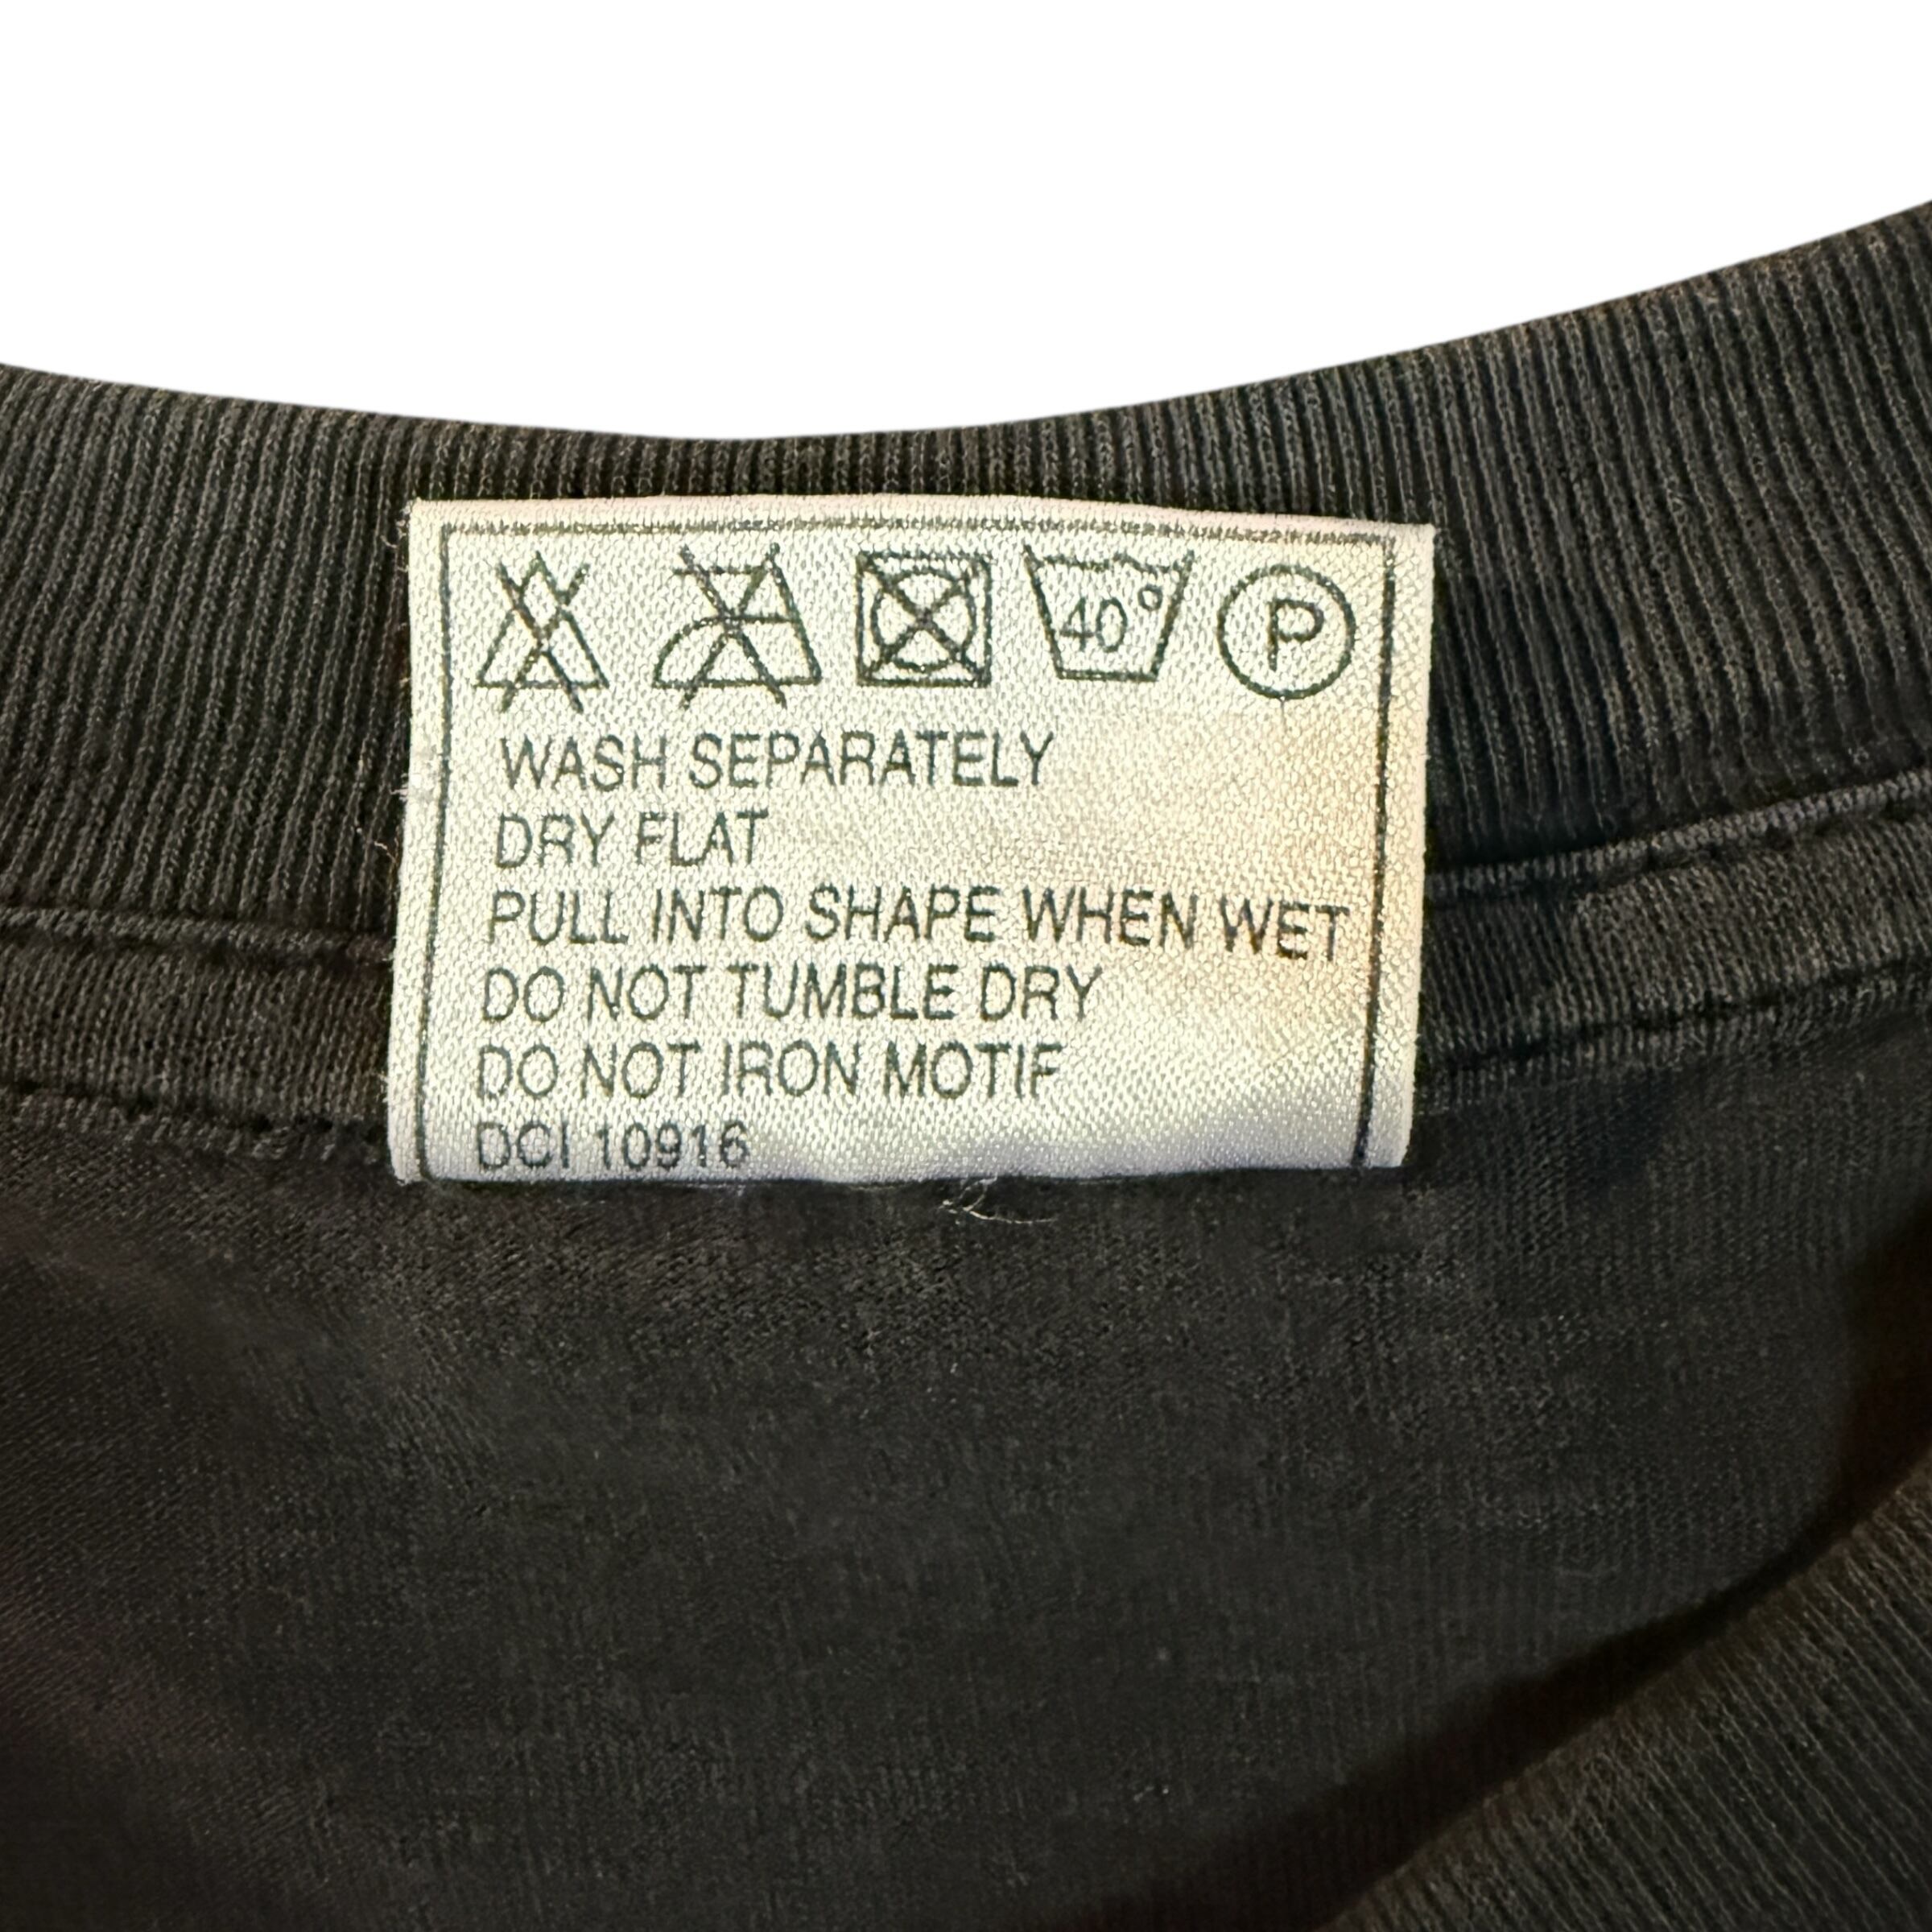 40°
P
WASH SEPARATELY
DRY FLAT
PULL INTO SHAPE WHEN WET
DO NOT TUMBLE DRY
DO NOT IRON MOTIF
DCI 10916